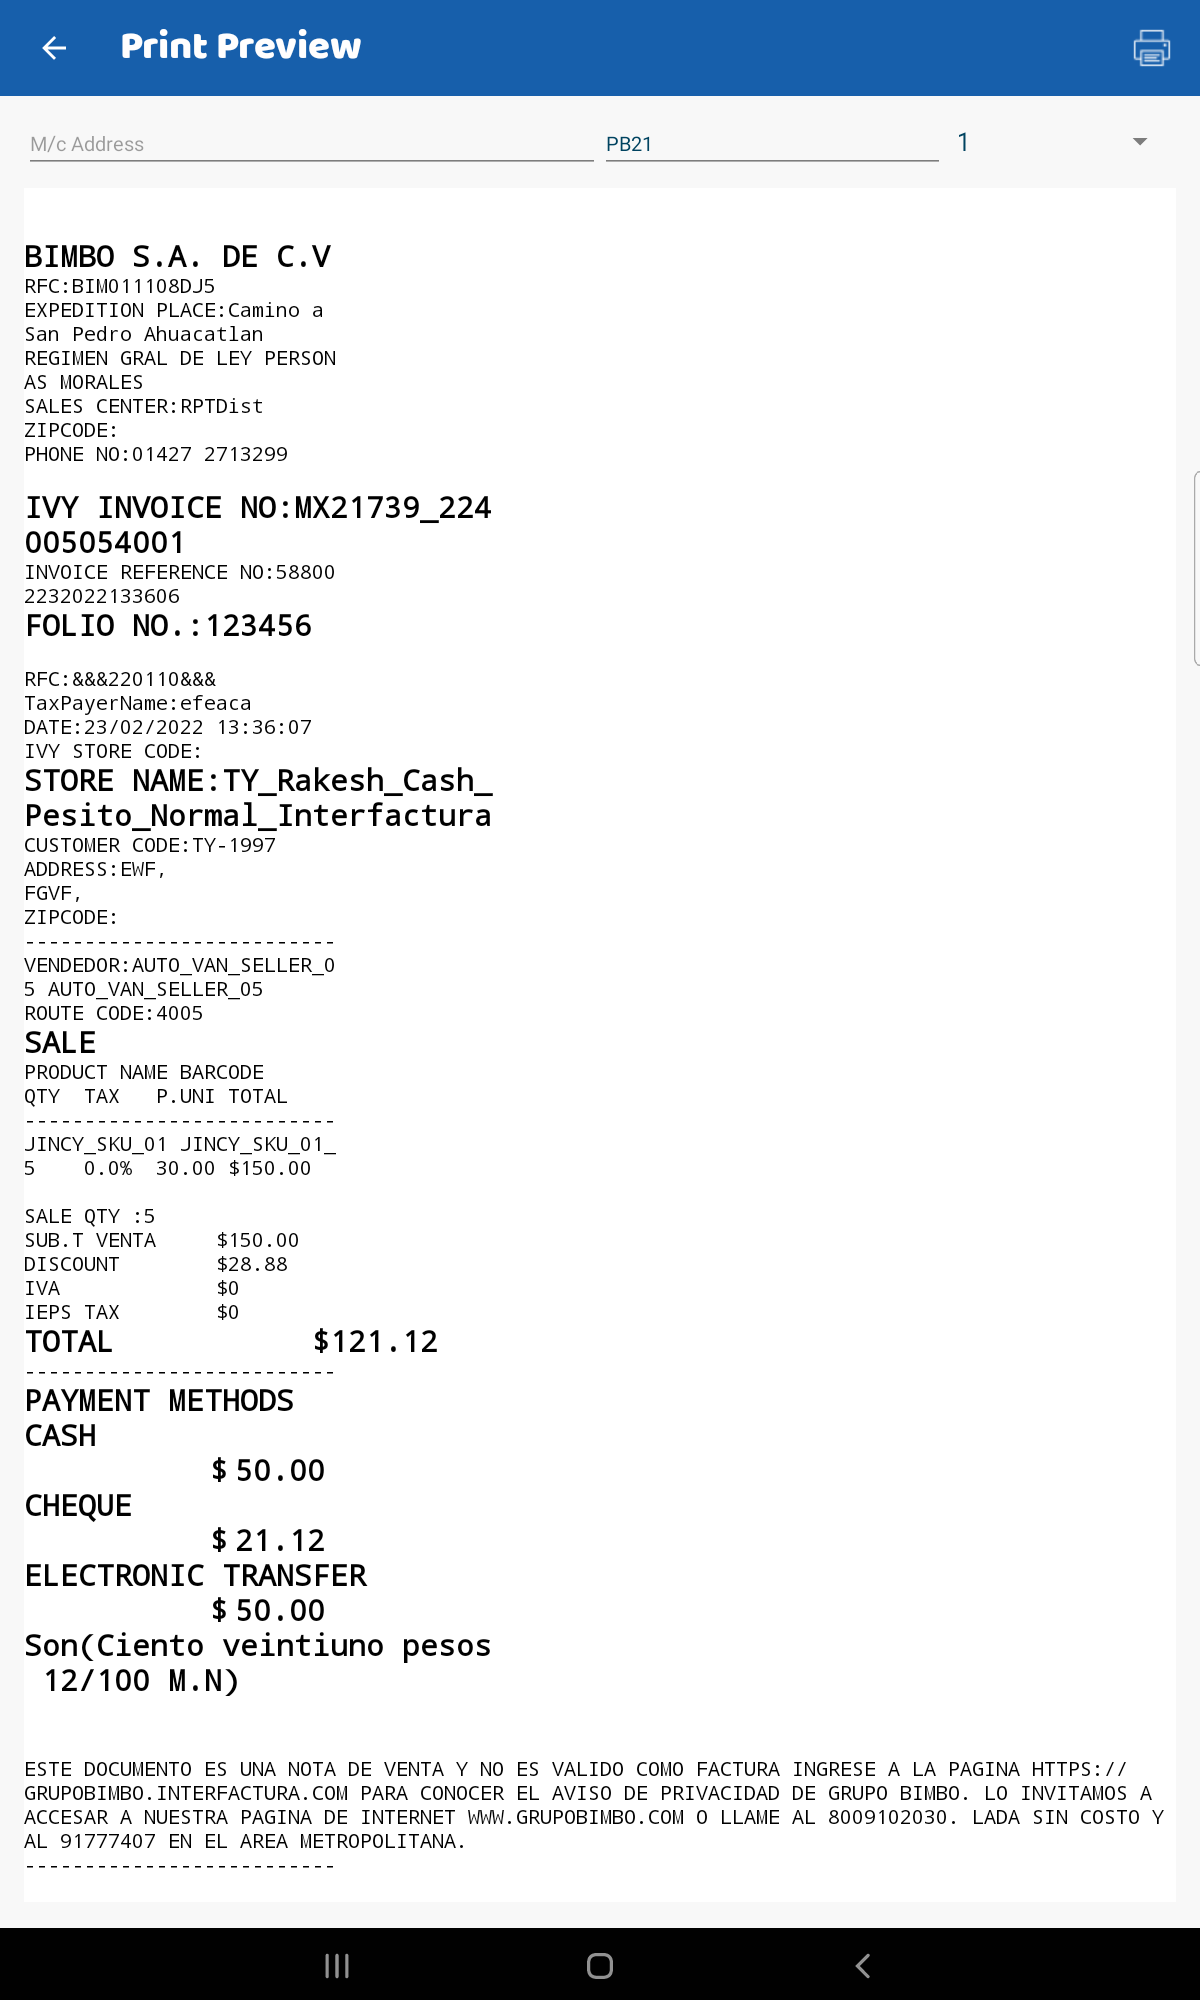 Print Preview
M/c Address
PB21
1
BIMBO S.A. DE C.V
RFC:BIM011108DJ5
EXPEDITION PLACE:Camino a
San Pedro Ahuacatlan
REGIMEN GRAL DE LEY PERSON
AS MORALES
SALES CENTER:RPTDist
ZIPCODE:
PHONE NO:01427 2713299
IVY INVOICE NO:MX21739_224
005054001
INVOICE REFERENCE NO:58800
2232022133606
FOLIO NO.:123456
RFC:&&&220110&&&
TaxPayerName:efeaca
DATE:23/02/2022 13:36:07
IVY STORE CODE:
STORE NAME:TY_Rakesh_Cash_
Pesito_Normal_Interfactura
CUSTOMER CODE:TY-1997
ADDRESS:EWF,
FGVF,
ZIPCODE:
--------------------------
VENDEDOR:AUTO_VAN_SELLER_0
5 AUTO_VAN_SELLER_05
ROUTE CODE:4005
SALE
PRODUCT NAME BARCODE
QTY  TAX   P.UNI TOTAL
--------------------------
JINCY_SKU_01 JINCY_SKU_01_
5    0.0%  30.00 $150.00
SALE QTY :5
SUB.T VENTA     $150.00
DISCOUNT        $28.88
IVA             $0
IEPS TAX        $0
TOTAL           $121.12
--------------------------
PAYMENT METHODS
CASH
$ 50.00
CHEQUE
$ 21.12
ELECTRONIC TRANSFER
$ 50.00
Son(Ciento veintiuno pesos
12/100 M.N)
ESTE DOCUMENTO ES UNA NOTA DE VENTA Y NO ES VALIDO COMO FACTURA INGRESE A LA PAGINA HTTPS://
GRUPOBIMBO.INTERFACTURA.COM PARA CONOCER EL AVISO DE PRIVACIDAD DE GRUPO BIMBO. LO INVITAMOS A
ACCESAR A NUESTRA PAGINA DE INTERNET WWW.GRUPOBIMBO.COM O LLAME AL 8009102030. LADA SIN COSTO Y
AL 91777407 EN EL AREA METROPOLITANA.
--------------------------